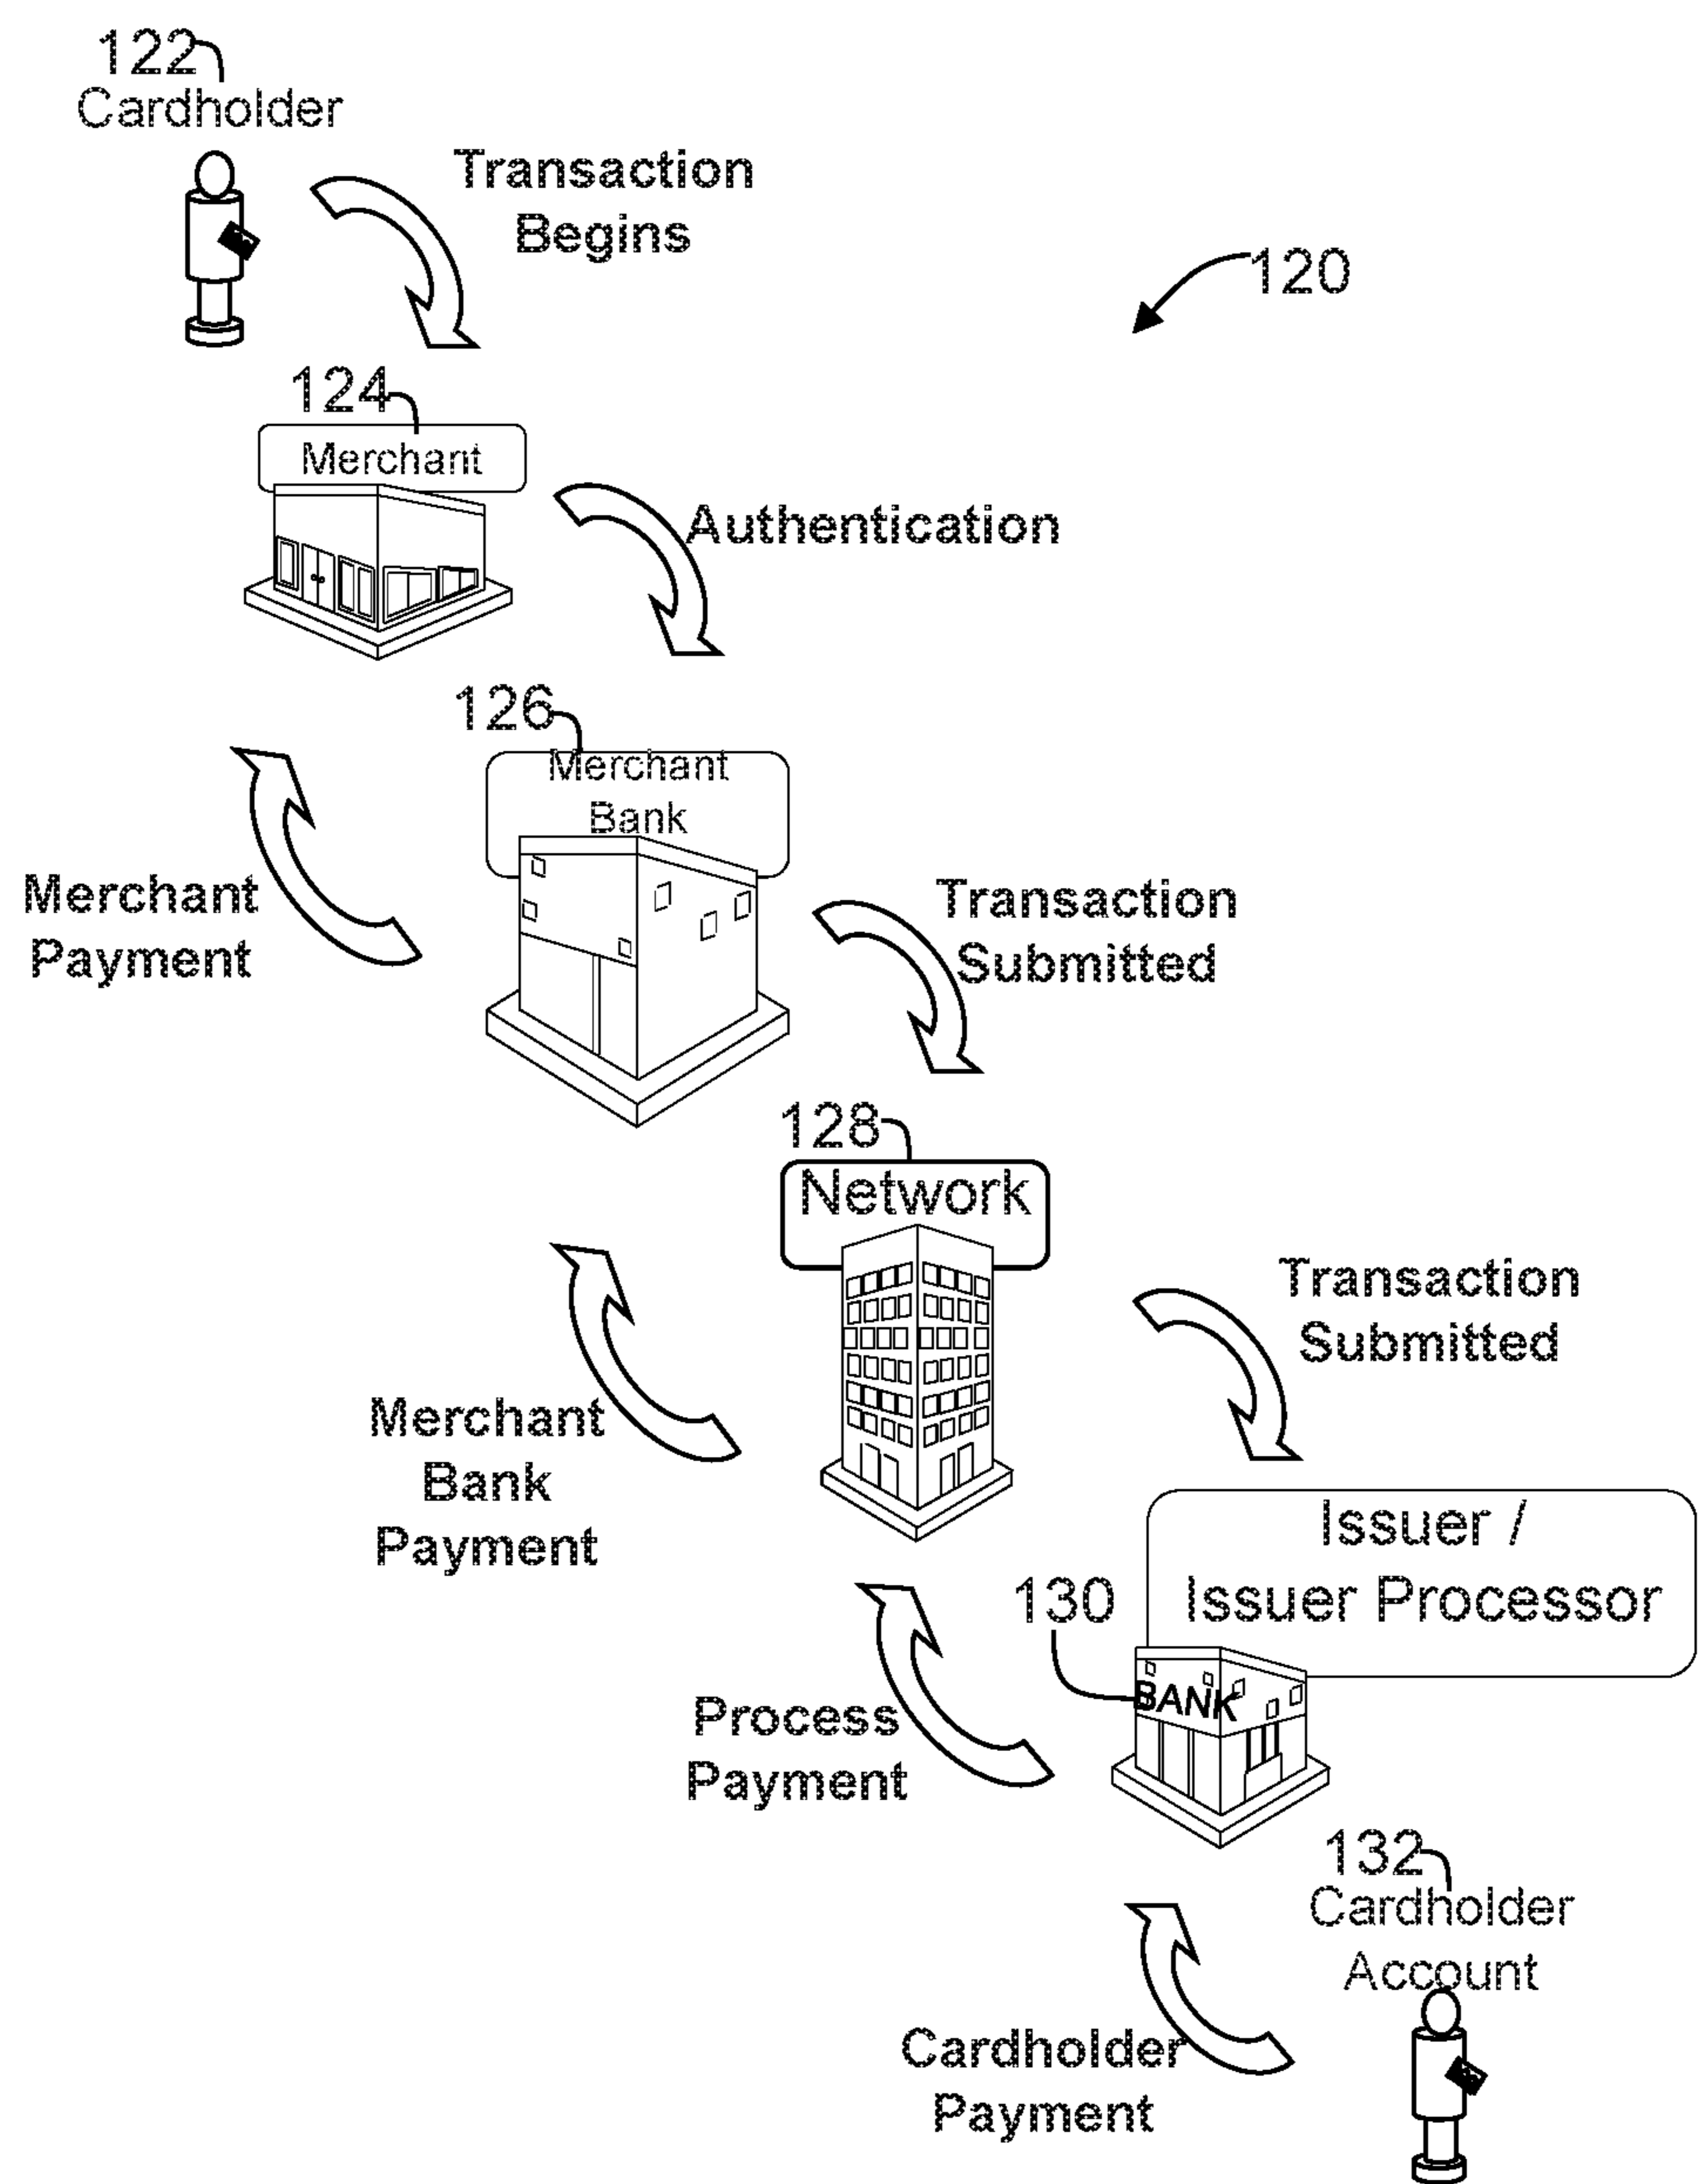 122
Cardholder
Transaction
Begins
120
124
Merchant
Authentication
126
Merchant
Bank
Merchant
Payment
Transaction
Submitted
128
Network
Transaction
Submitted
Merchant
Bank
Payment
Issuer /
Issuer Processor
130
BANK
Process
Payment
132
Cardholder
Account
Cardholder
Payment